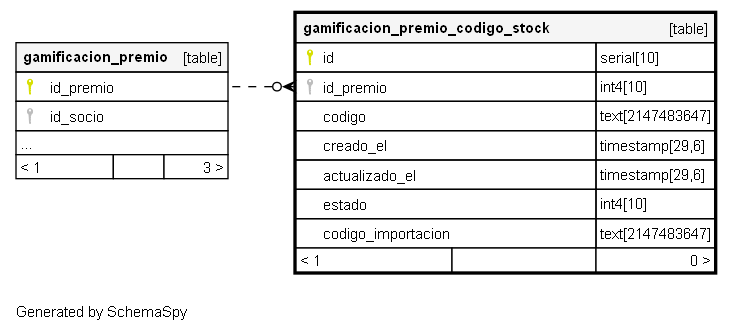 gamificacion_premio [table]
id_premio
id_socio
...
< 1 3 >
gamificacion_premio_codigo_stock [table]
id serial[10]
id_premio int4[10]
codigo text[2147483647]
creado_el timestamp[29,6]
actualizado_el timestamp[29,6]
estado int4[10]
codigo_importacion text[2147483647]
< 1 0 >
Generated by SchemaSpy